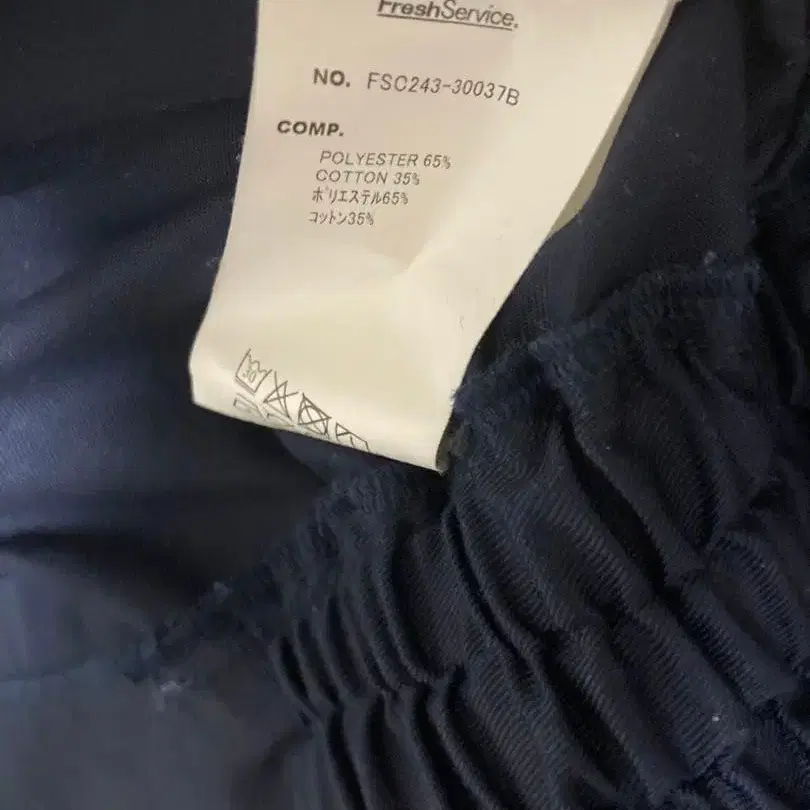 FreshService.
NO. FSC243-30037B
COMP.
POLYESTER 65%
COTTON 35%
ポリエステル65%
コットン35%
30